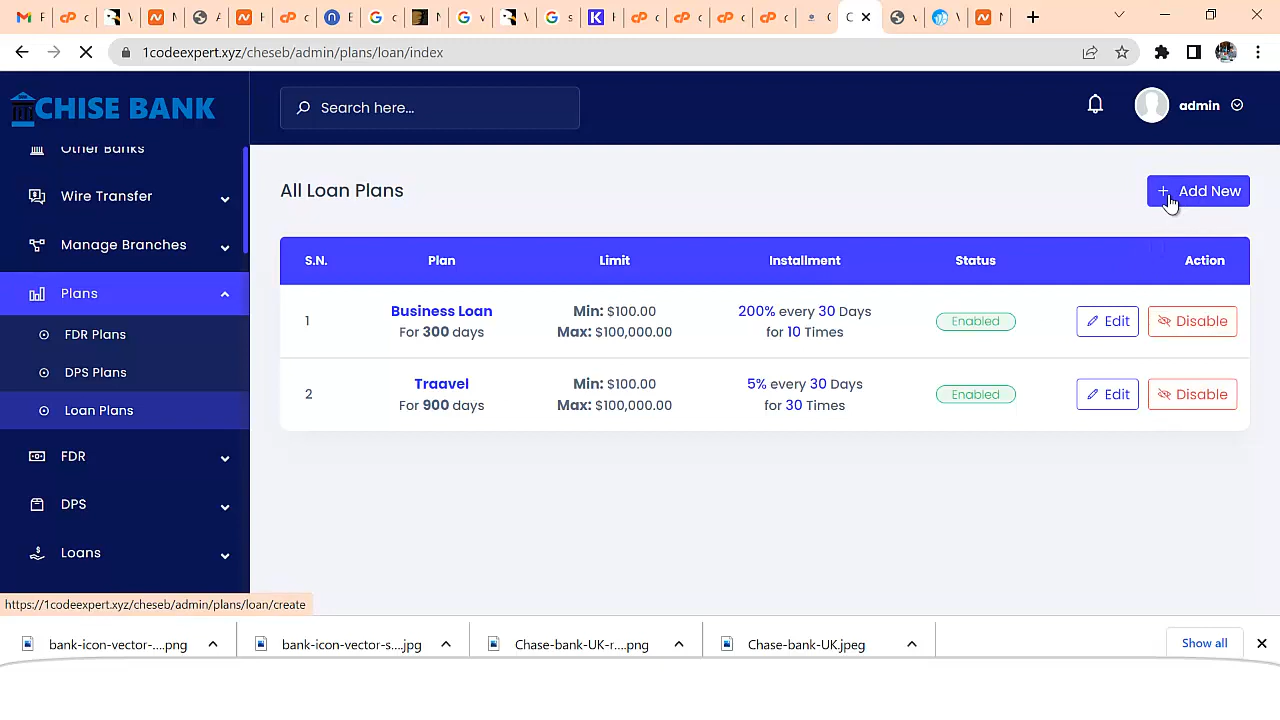 1codeexpert.xyz/cheseb/admin/plans/loan/index
CHISE BANK
Search here...
admin
Other Banks
Wire Transfer
Manage Branches
Plans
FDR Plans
DPS Plans
Loan Plans
FDR
DPS
Loans
All Loan Plans
Add New
S.N. Plan Limit Installment Status Action
1 Business Loan Min: $100.00 200% every 30 Days Enabled Edit Disable
For 300 days Max: $100,000.00 for 10 Times
2 Traavel Min: $100.00 5% every 30 Days Enabled Edit Disable
For 900 days Max: $100,000.00 for 30 Times
https://1codeexpert.xyz/cheseb/admin/plans/loan/create
bank-icon-vector-....png bank-icon-vector-s....jpg Chase-bank-UK-r....png Chase-bank-UK.jpeg Show all